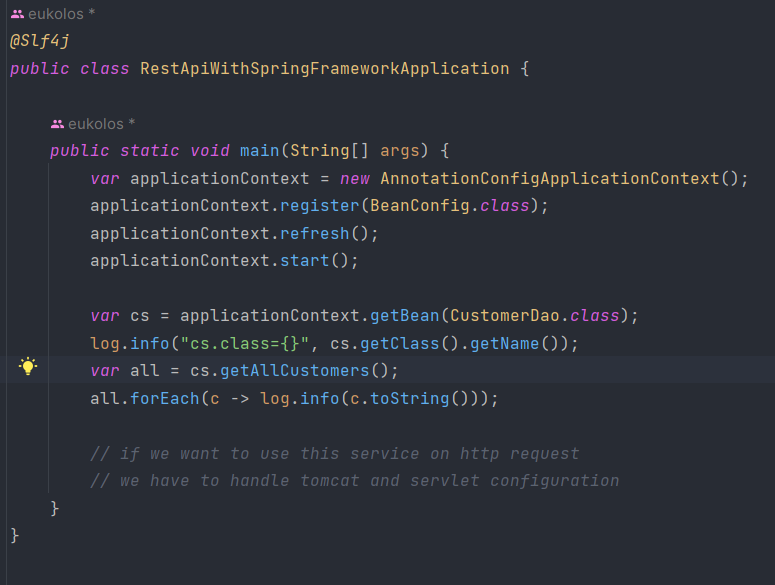 eukolos *
@Slf4j
public class RestApiWithSpringFrameworkApplication {
eukolos *
public static void main(String[] args) {
var applicationContext = new AnnotationConfigApplicationContext();
applicationContext.register(BeanConfig.class);
applicationContext.refresh();
applicationContext.start();
var cs = applicationContext.getBean(CustomerDao.class);
log.info("cs.class={}", cs.getClass().getName());
var all = cs.getAllCustomers();
all.forEach(c -> log.info(c.toString()));
// if we want to use this service on http request
// we have to handle tomcat and servlet configuration
}
}